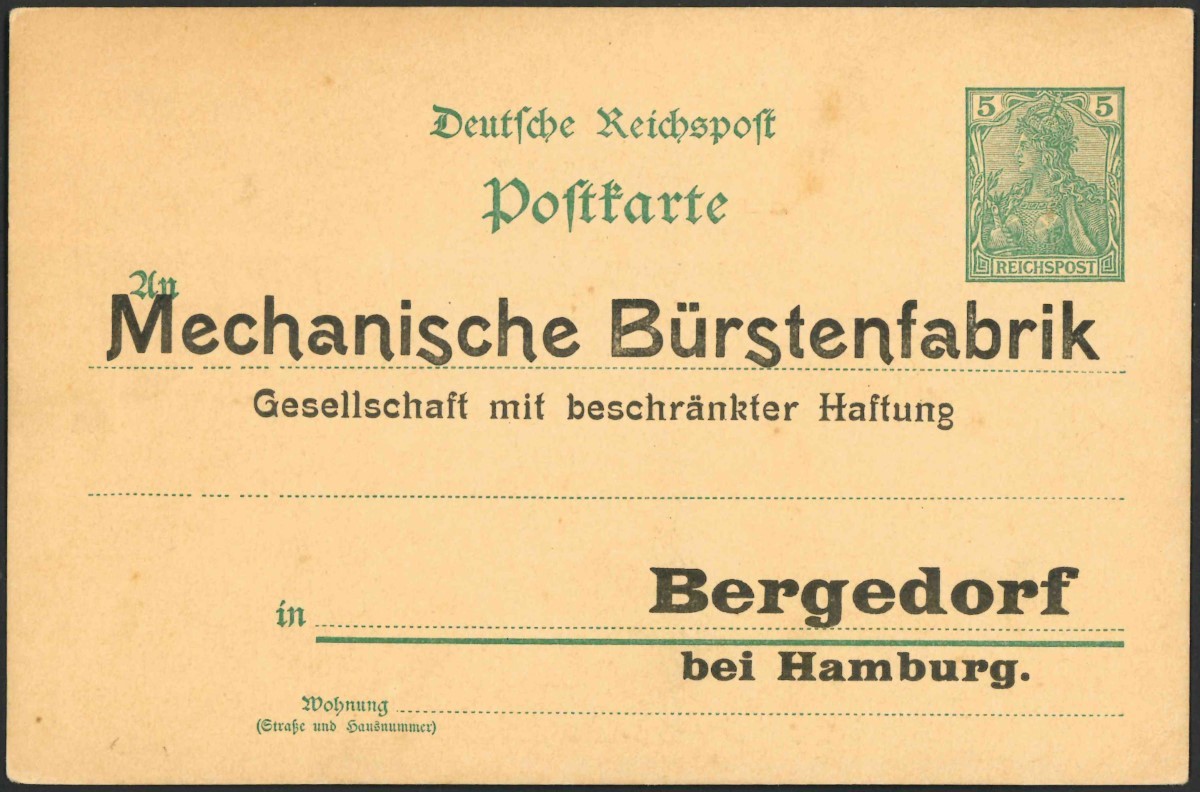 5 5
Deutsche Reichspost
Postkarte
REICHSPOST
An
Mechanische Bürstenfabrik
Gesellschaft mit beschränkter Haftung
Bergedorf
in
bei Hamburg.
Wohnung
(Straße und Hausnummer)